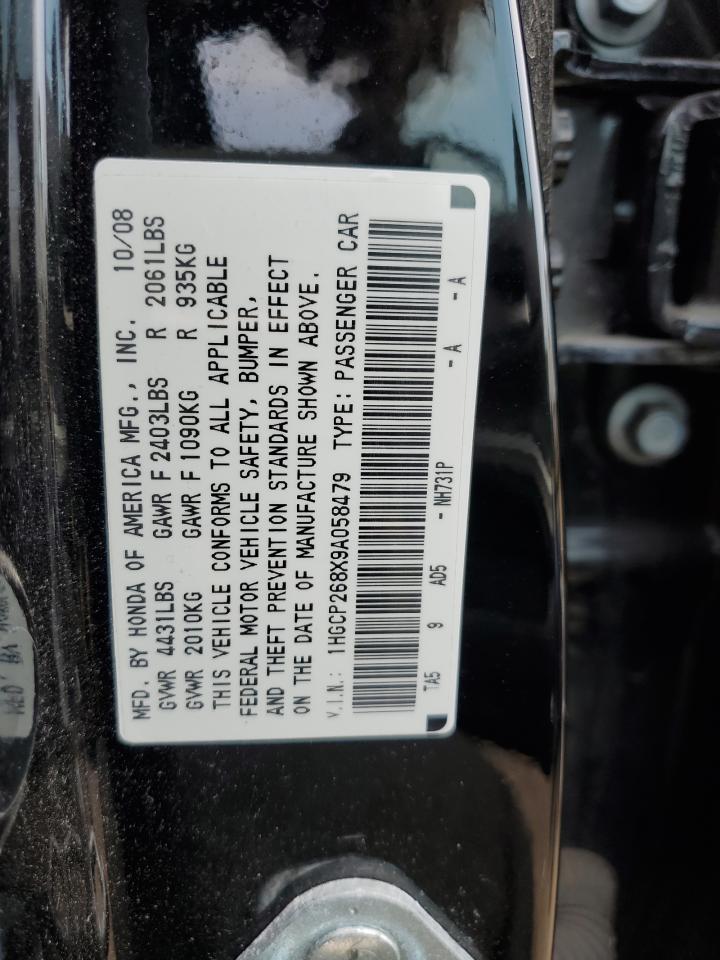 MFD. BY HONDA OF AMERICA MFG., INC. 10/08
GVWR 4431LBS GAWR F 2403LBS R 2061LBS
GVWR 2010KG GAWR F 1090KG R 935KG
THIS VEHICLE CONFORMS TO ALL APPLICABLE
FEDERAL MOTOR VEHICLE SAFETY, BUMPER,
AND THEFT PREVENTION STANDARDS IN EFFECT
ON THE DATE OF MANUFACTURE SHOWN ABOVE.
V.I.N.: 1HGCP268X9A058479 TYPE: PASSENGER CAR
TA5 9 AD5 - NH731P - A - A